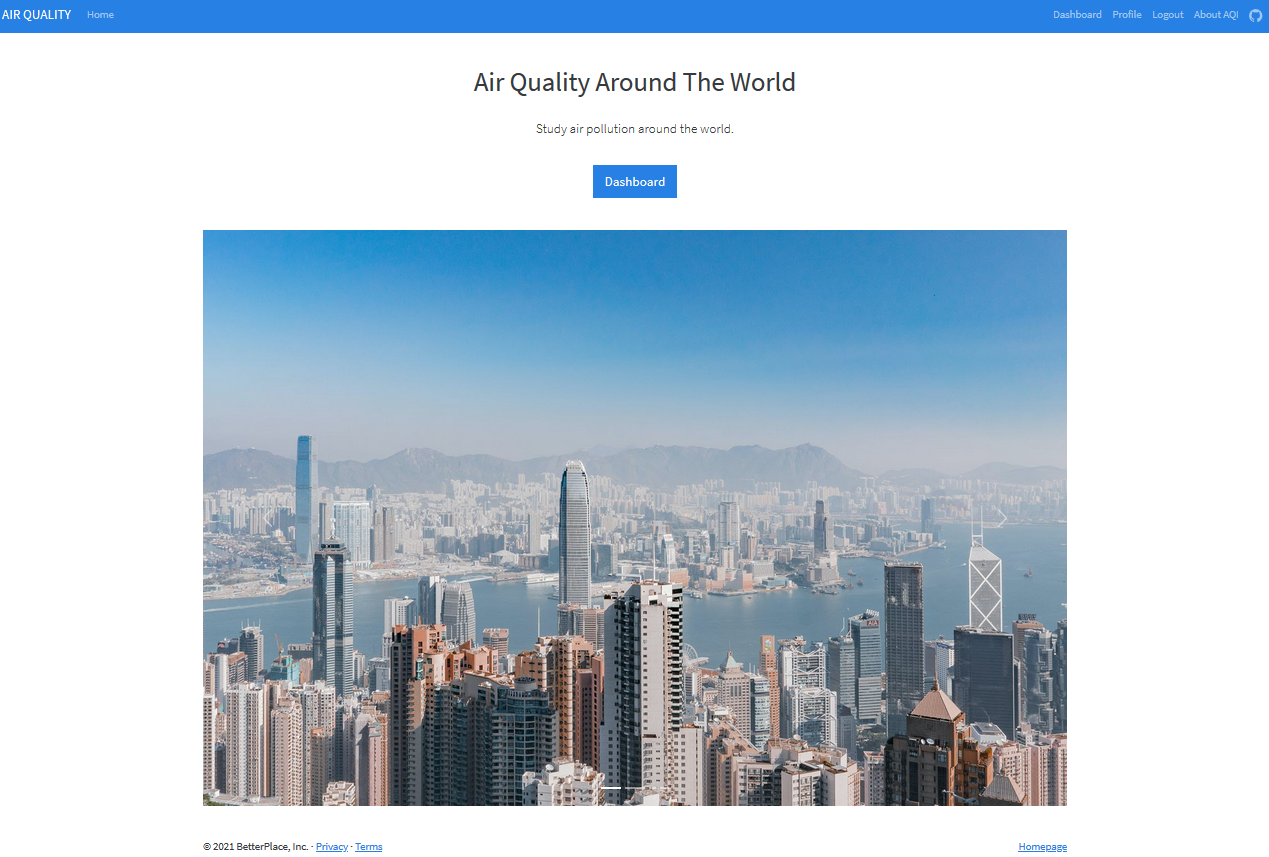 AIR QUALITY Home Dashboard Profile Logout About AQI
Air Quality Around The World
Study air pollution around the world.
Dashboard
AIA
© 2021 BetterPlace, Inc. · Privacy · Terms Homepage